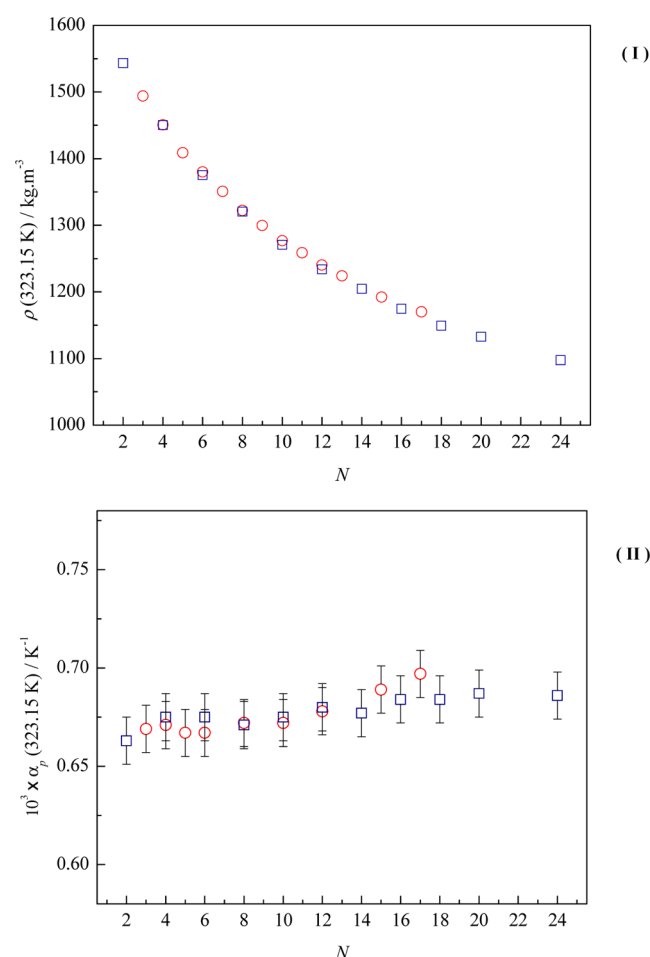 1600
( I )
1500
1400
1300
1200
1100
1000
ρ (323.15 K) / kg.m⁻³
2 4 6 8 10 12 14 16 18 20 22 24
N
( II )
0.75
0.70
0.65
0.60
10³ x αₚ (323.15 K) / K⁻¹
2 4 6 8 10 12 14 16 18 20 22 24
N